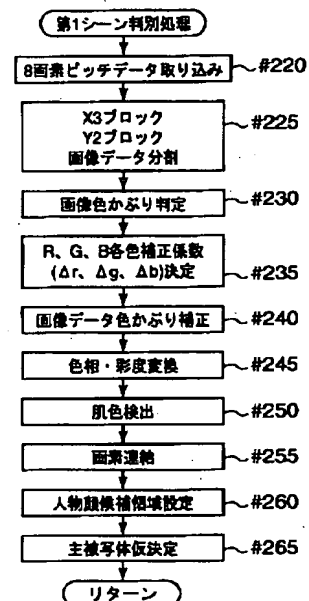 第1シーン判別処理
8画素ピッチデータ取り込み
#220
X3ブロック
Y2ブロック
画像データ分割
#225
画像色かぶり判定
#230
R、G、B各色補正係数
(Δr、Δg、Δb)決定
#235
画像データ色かぶり補正
#240
色相・彩度変換
#245
肌色検出
#250
画素連結
#255
人物顔候補領域設定
#260
主被写体仮決定
#265
リターン